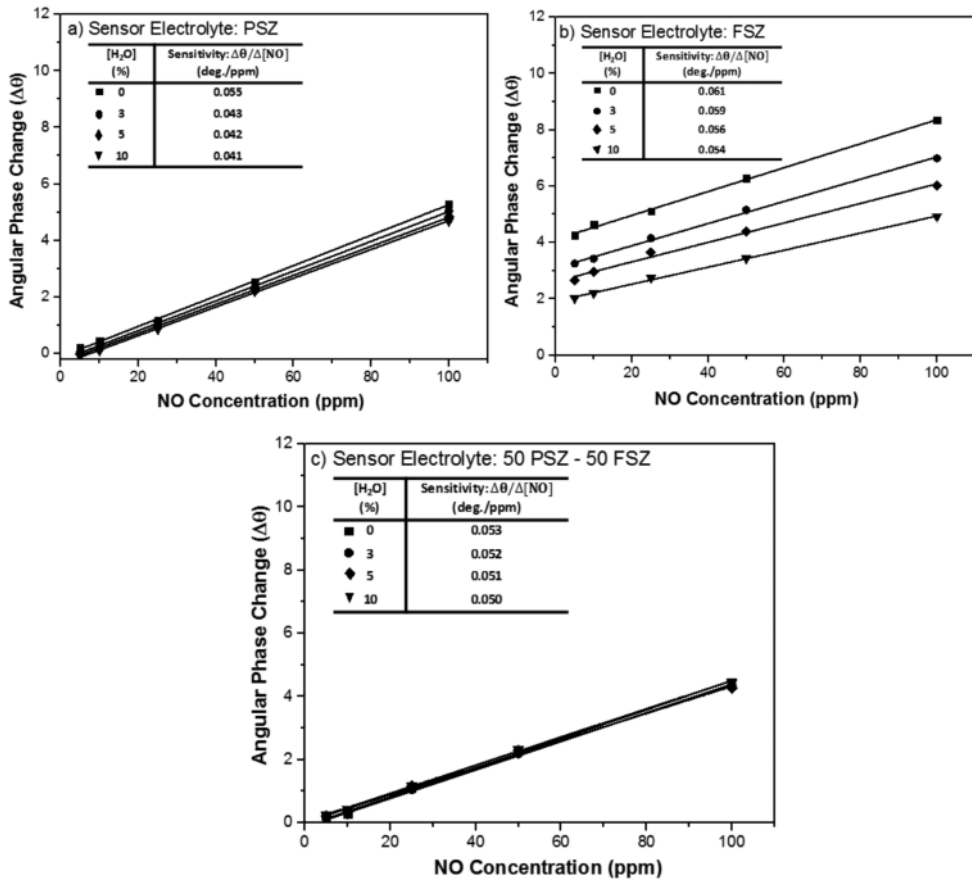 a) Sensor Electrolyte: PSZ
[H₂O] Sensitivity: Δθ/Δ[NO]
(%) (deg./ppm)
0 0.055
3 0.043
5 0.042
10 0.041
12
10
8
6
4
2
0
Angular Phase Change (Δθ)
0 20 40 60 80 100
NO Concentration (ppm)
b) Sensor Electrolyte: FSZ
[H₂O] Sensitivity: Δθ/Δ[NO]
(%) (deg./ppm)
0 0.061
3 0.059
5 0.056
10 0.054
12
10
8
6
4
2
0
Angular Phase Change (Δθ)
0 20 40 60 80 100
NO Concentration (ppm)
c) Sensor Electrolyte: 50 PSZ - 50 FSZ
[H₂O] Sensitivity: Δθ/Δ[NO]
(%) (deg./ppm)
0 0.053
3 0.052
5 0.051
10 0.050
12
10
8
6
4
2
0
Angular Phase Change (Δθ)
0 20 40 60 80 100
NO Concentration (ppm)